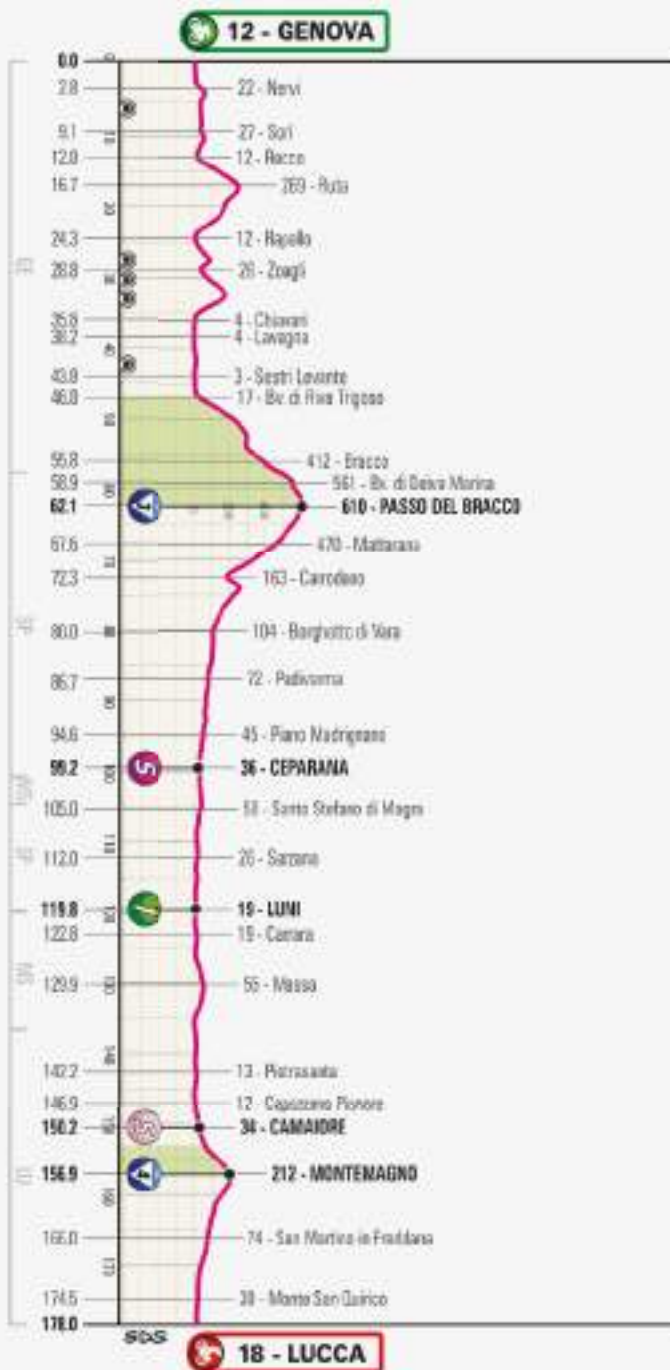 12 - GENOVA
0.0
2.8 22 - Nervi
9.1 27 - Sori
12.0 12 - Recco
16.7 269 - Ruta
24.3 12 - Rapallo
28.8 26 - Zoagli
35.8 4 - Chiavari
38.2 4 - Lavagna
43.8 3 - Sestri Levante
46.0 17 - Bv. di Riva Trigoso
55.8 412 - Bracco
58.9 561 - Bv. di Deiva Marina
62.1 610 - PASSO DEL BRACCO
67.6 470 - Mattarana
72.3 163 - Carrodano
80.0 104 - Borghetto di Vara
86.7 72 - Padivarma
94.6 45 - Piano Madrignano
99.2 36 - CEPARANA
105.0 Santo Stefano di Magra
112.0 26 - Sarzana
119.8 19 - LUNI
122.8 19 - Carrara
129.9 55 - Massa
142.2 13 - Pietrasanta
146.9 12 - Capezzano Pianore
150.2 34 - CAMAIORE
156.9 212 - MONTEMAGNO
166.0 74 - San Martino in Freddana
174.5 Monte San Quirico
178.0
SDS
18 - LUCCA